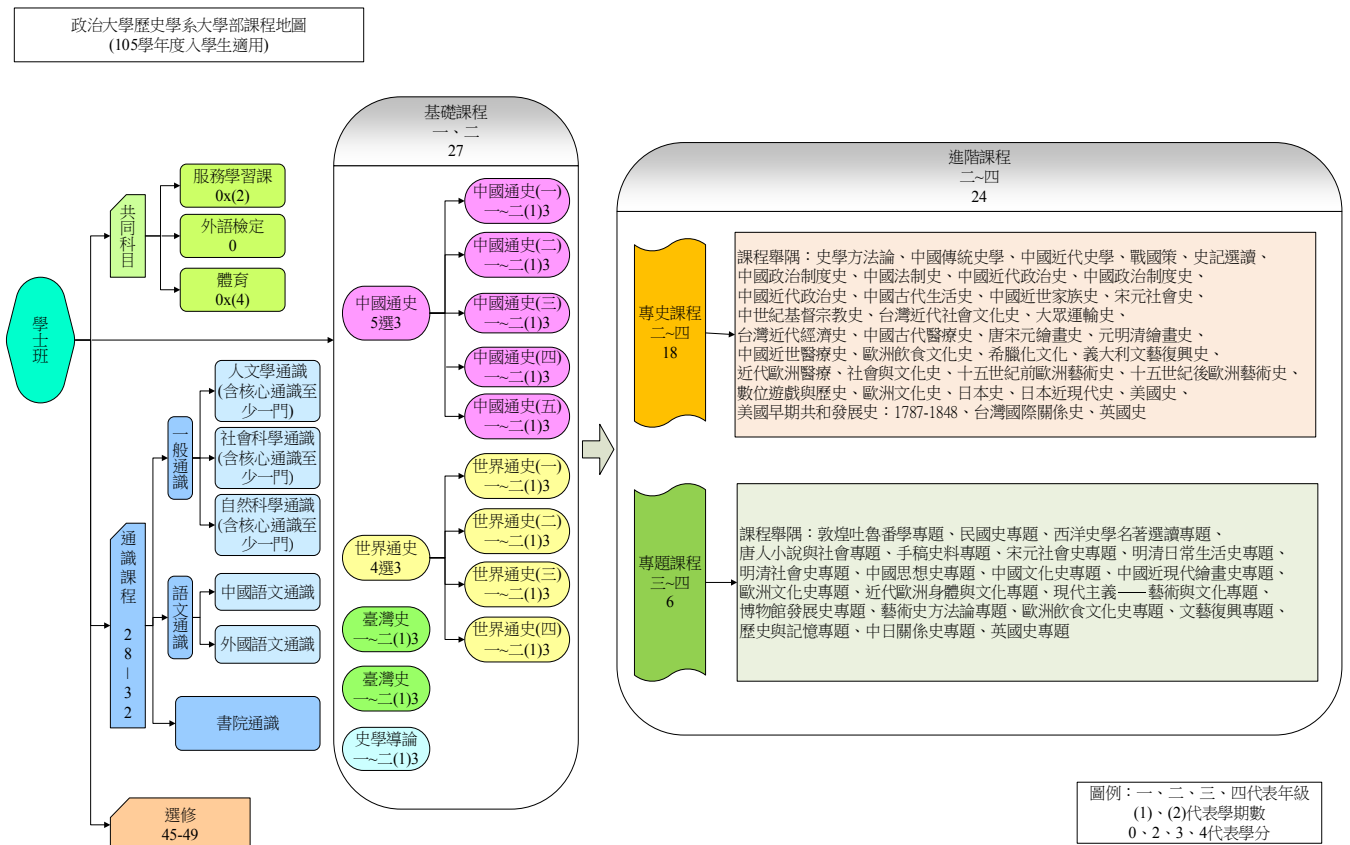 政治大學歷史學系大學部課程地圖
(105學年度入學生適用)
學士班
共同科目
服務學習課
0x(2)
外語檢定
0
體育
0x(4)
通識課程 28|32
一般通識
人文學通識
(含核心通識至
少一門)
社會科學通識
(含核心通識至
少一門)
自然科學通識
(含核心通識至
少一門)
語文通識
中國語文通識
外國語文通識
書院通識
選修
45-49
基礎課程
一、二
27
中國通史
5選3
中國通史(一)
一~二(1)3
中國通史(二)
一~二(1)3
中國通史(三)
一~二(1)3
中國通史(四)
一~二(1)3
中國通史(五)
一~二(1)3
世界通史
4選3
世界通史(一)
一~二(1)3
世界通史(二)
一~二(1)3
世界通史(三)
一~二(1)3
世界通史(四)
一~二(1)3
臺灣史
一~二(1)3
臺灣史
一~二(1)3
史學導論
一~二(1)3
進階課程
二~四
24
專史課程
二~四
18
課程舉隅：史學方法論、中國傳統史學、中國近代史學、戰國策、史記選讀、
中國政治制度史、中國法制史、中國近代政治史、中國政治制度史、
中國近代政治史、中國古代生活史、中國近世家族史、宋元社會史、
中世紀基督宗教史、台灣近代社會文化史、大眾運輸史、
台灣近代經濟史、中國古代醫療史、唐宋元繪畫史、元明清繪畫史、
中國近世醫療史、歐洲飲食文化史、希臘化文化、義大利文藝復興史、
近代歐洲醫療、社會與文化史、十五世紀前歐洲藝術史、十五世紀後歐洲藝術史、
數位遊戲與歷史、歐洲文化史、日本史、日本近現代史、美國史、
美國早期共和發展史：1787-1848、台灣國際關係史、英國史
專題課程
三~四
6
課程舉隅：敦煌吐魯番學專題、民國史專題、西洋史學名著選讀專題、
唐人小說與社會專題、手稿史料專題、宋元社會史專題、明清日常生活史專題、
明清社會史專題、中國思想史專題、中國文化史專題、中國近現代繪畫史專題、
歐洲文化史專題、近代歐洲身體與文化專題、現代主義——藝術與文化專題、
博物館發展史專題、藝術史方法論專題、歐洲飲食文化史專題、文藝復興專題、
歷史與記憶專題、中日關係史專題、英國史專題
圖例：一、二、三、四代表年級
(1)、(2)代表學期數
0、2、3、4代表學分